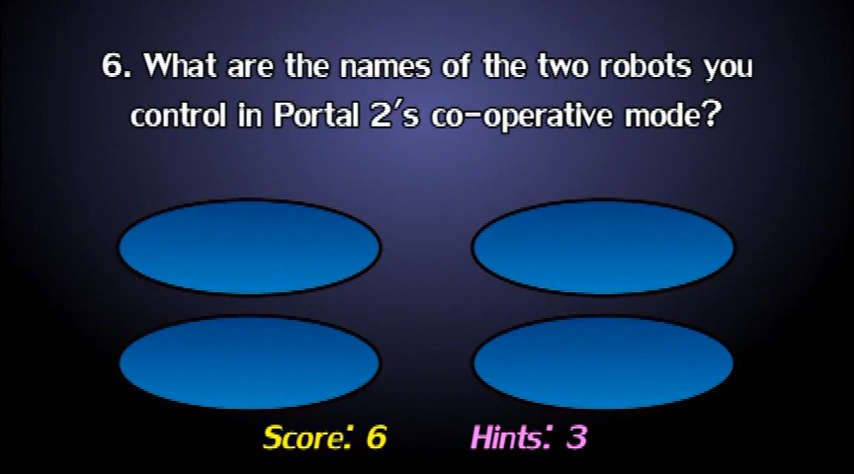 6. What are the names of the two robots you
control in Portal 2's co-operative mode?
Score: 6 Hints: 3